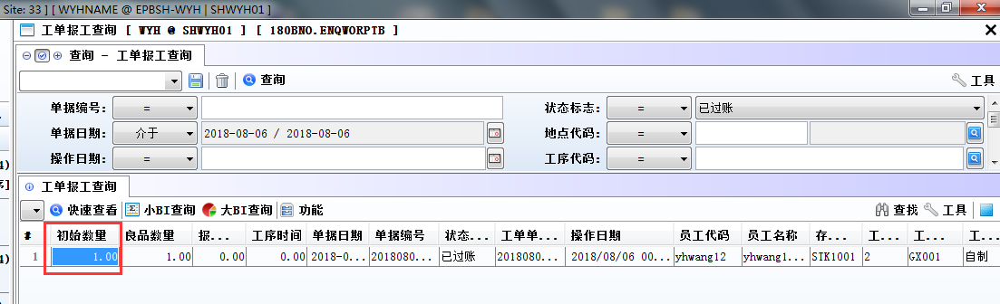 Site: 33 ] [ WYHNAME @ EPBSH-WYH | SHWYH01 ]
工单报工查询 [ WYH @ SHWYH01 ] [ 180BNO.ENQWORPTB ]
查询 - 工单报工查询
查询 工具
单据编号: = 状态标志: = 已过账
单据日期: 介于 2018-08-06 / 2018-08-06 地点代码: =
操作日期: = 工序代码: =
工单报工查询
快速查看 小BI查询 大BI查询 功能 查找 工具
# 初始数量 良品数量 报... 工序时间 单据日期 单据编号 状态... 工单单... 操作日期 员工代码 员工名称 存... 工... 工... 工...
1 1.00 1.00 0.00 0.00 2018-0... 2018080... 已过账 2018080... 2018/08/06 00... yhwang12 yhwang1... STK1001 2 GX001 自制